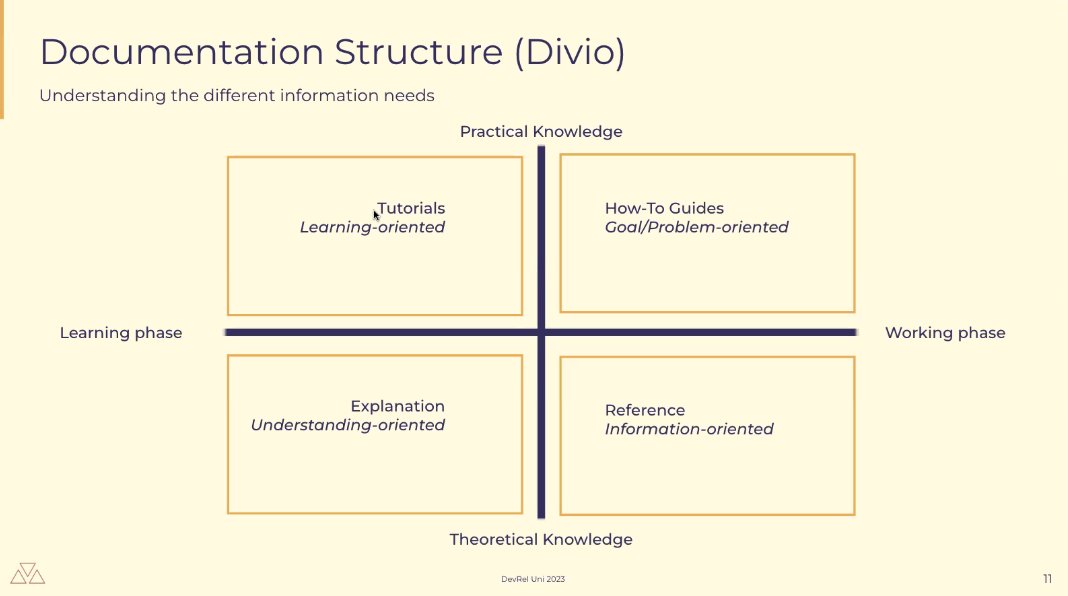 Documentation Structure (Divio)
Understanding the different information needs
Practical Knowledge
Tutorials
Learning-oriented
How-To Guides
Goal/Problem-oriented
Learning phase
Working phase
Explanation
Understanding-oriented
Reference
Information-oriented
Theoretical Knowledge
DevRel Uni 2023
11